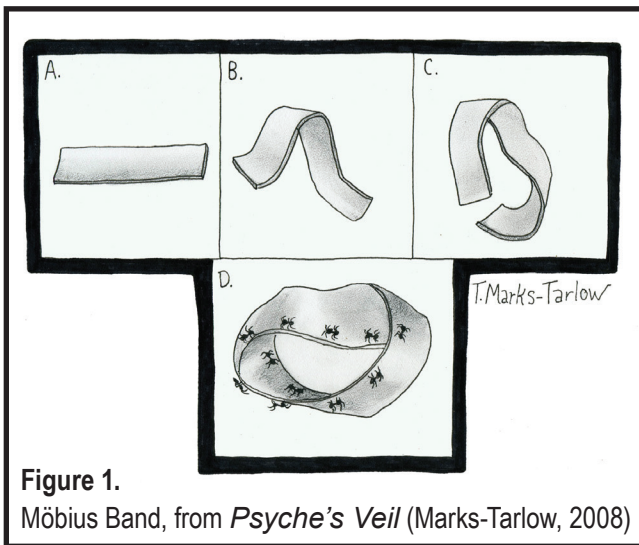 A.
B.
C.
D.
T.Marks-Tarlow
Figure 1.
Möbius Band, from Psyche's Veil (Marks-Tarlow, 2008)